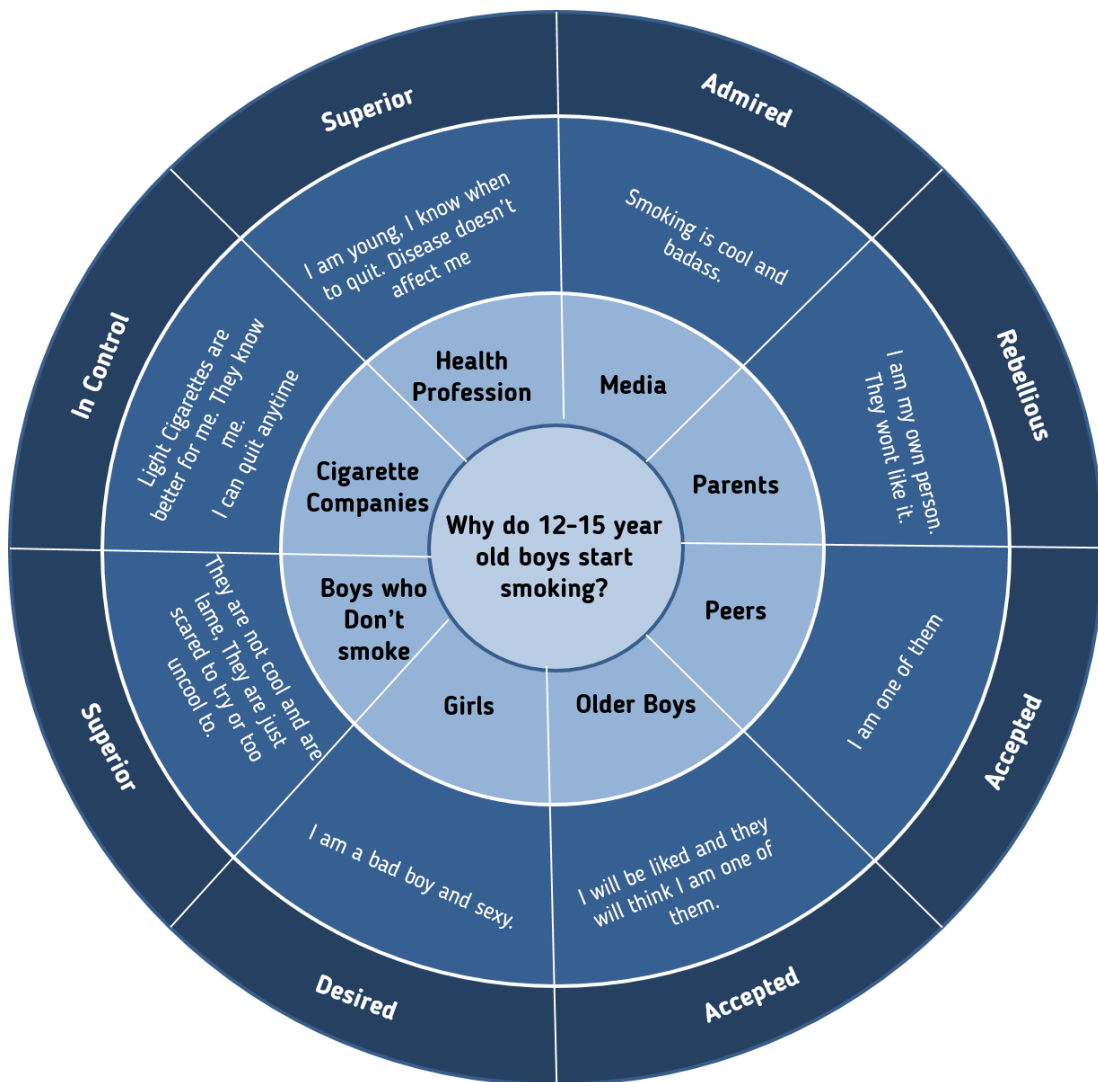 Why do 12-15 year
old boys start
smoking?
Health
Profession
Media
Parents
Peers
Older Boys
Girls
Boys who
Don't
smoke
Cigarette
Companies
I am young, I know when
to quit. Disease doesn't
affect me
Smoking is cool and
badass.
I am my own person.
They wont like it.
I am one of them
I will be liked and they
will think I am one of
them.
I am a bad boy and sexy.
They are not cool and are
lame, They are just
scared to try or too
uncool to.
Light Cigarettes are
better for me. They know
me.
I can quit anytime
Superior
Admired
Rebellious
Accepted
Accepted
Desired
Superior
In Control